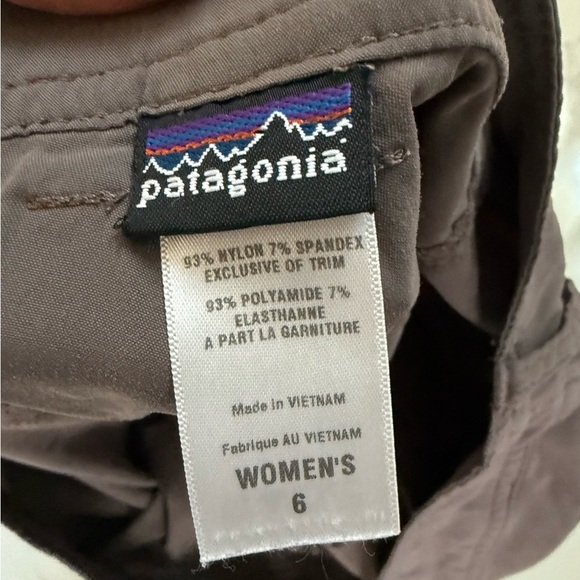 patagonia
93% NYLON 7% SPANDEX
EXCLUSIVE OF TRIM
93% POLYAMIDE 7%
ELASTHANNE
A PART LA GARNITURE
Made in VIETNAM
Fabrique AU VIETNAM
WOMEN'S
6